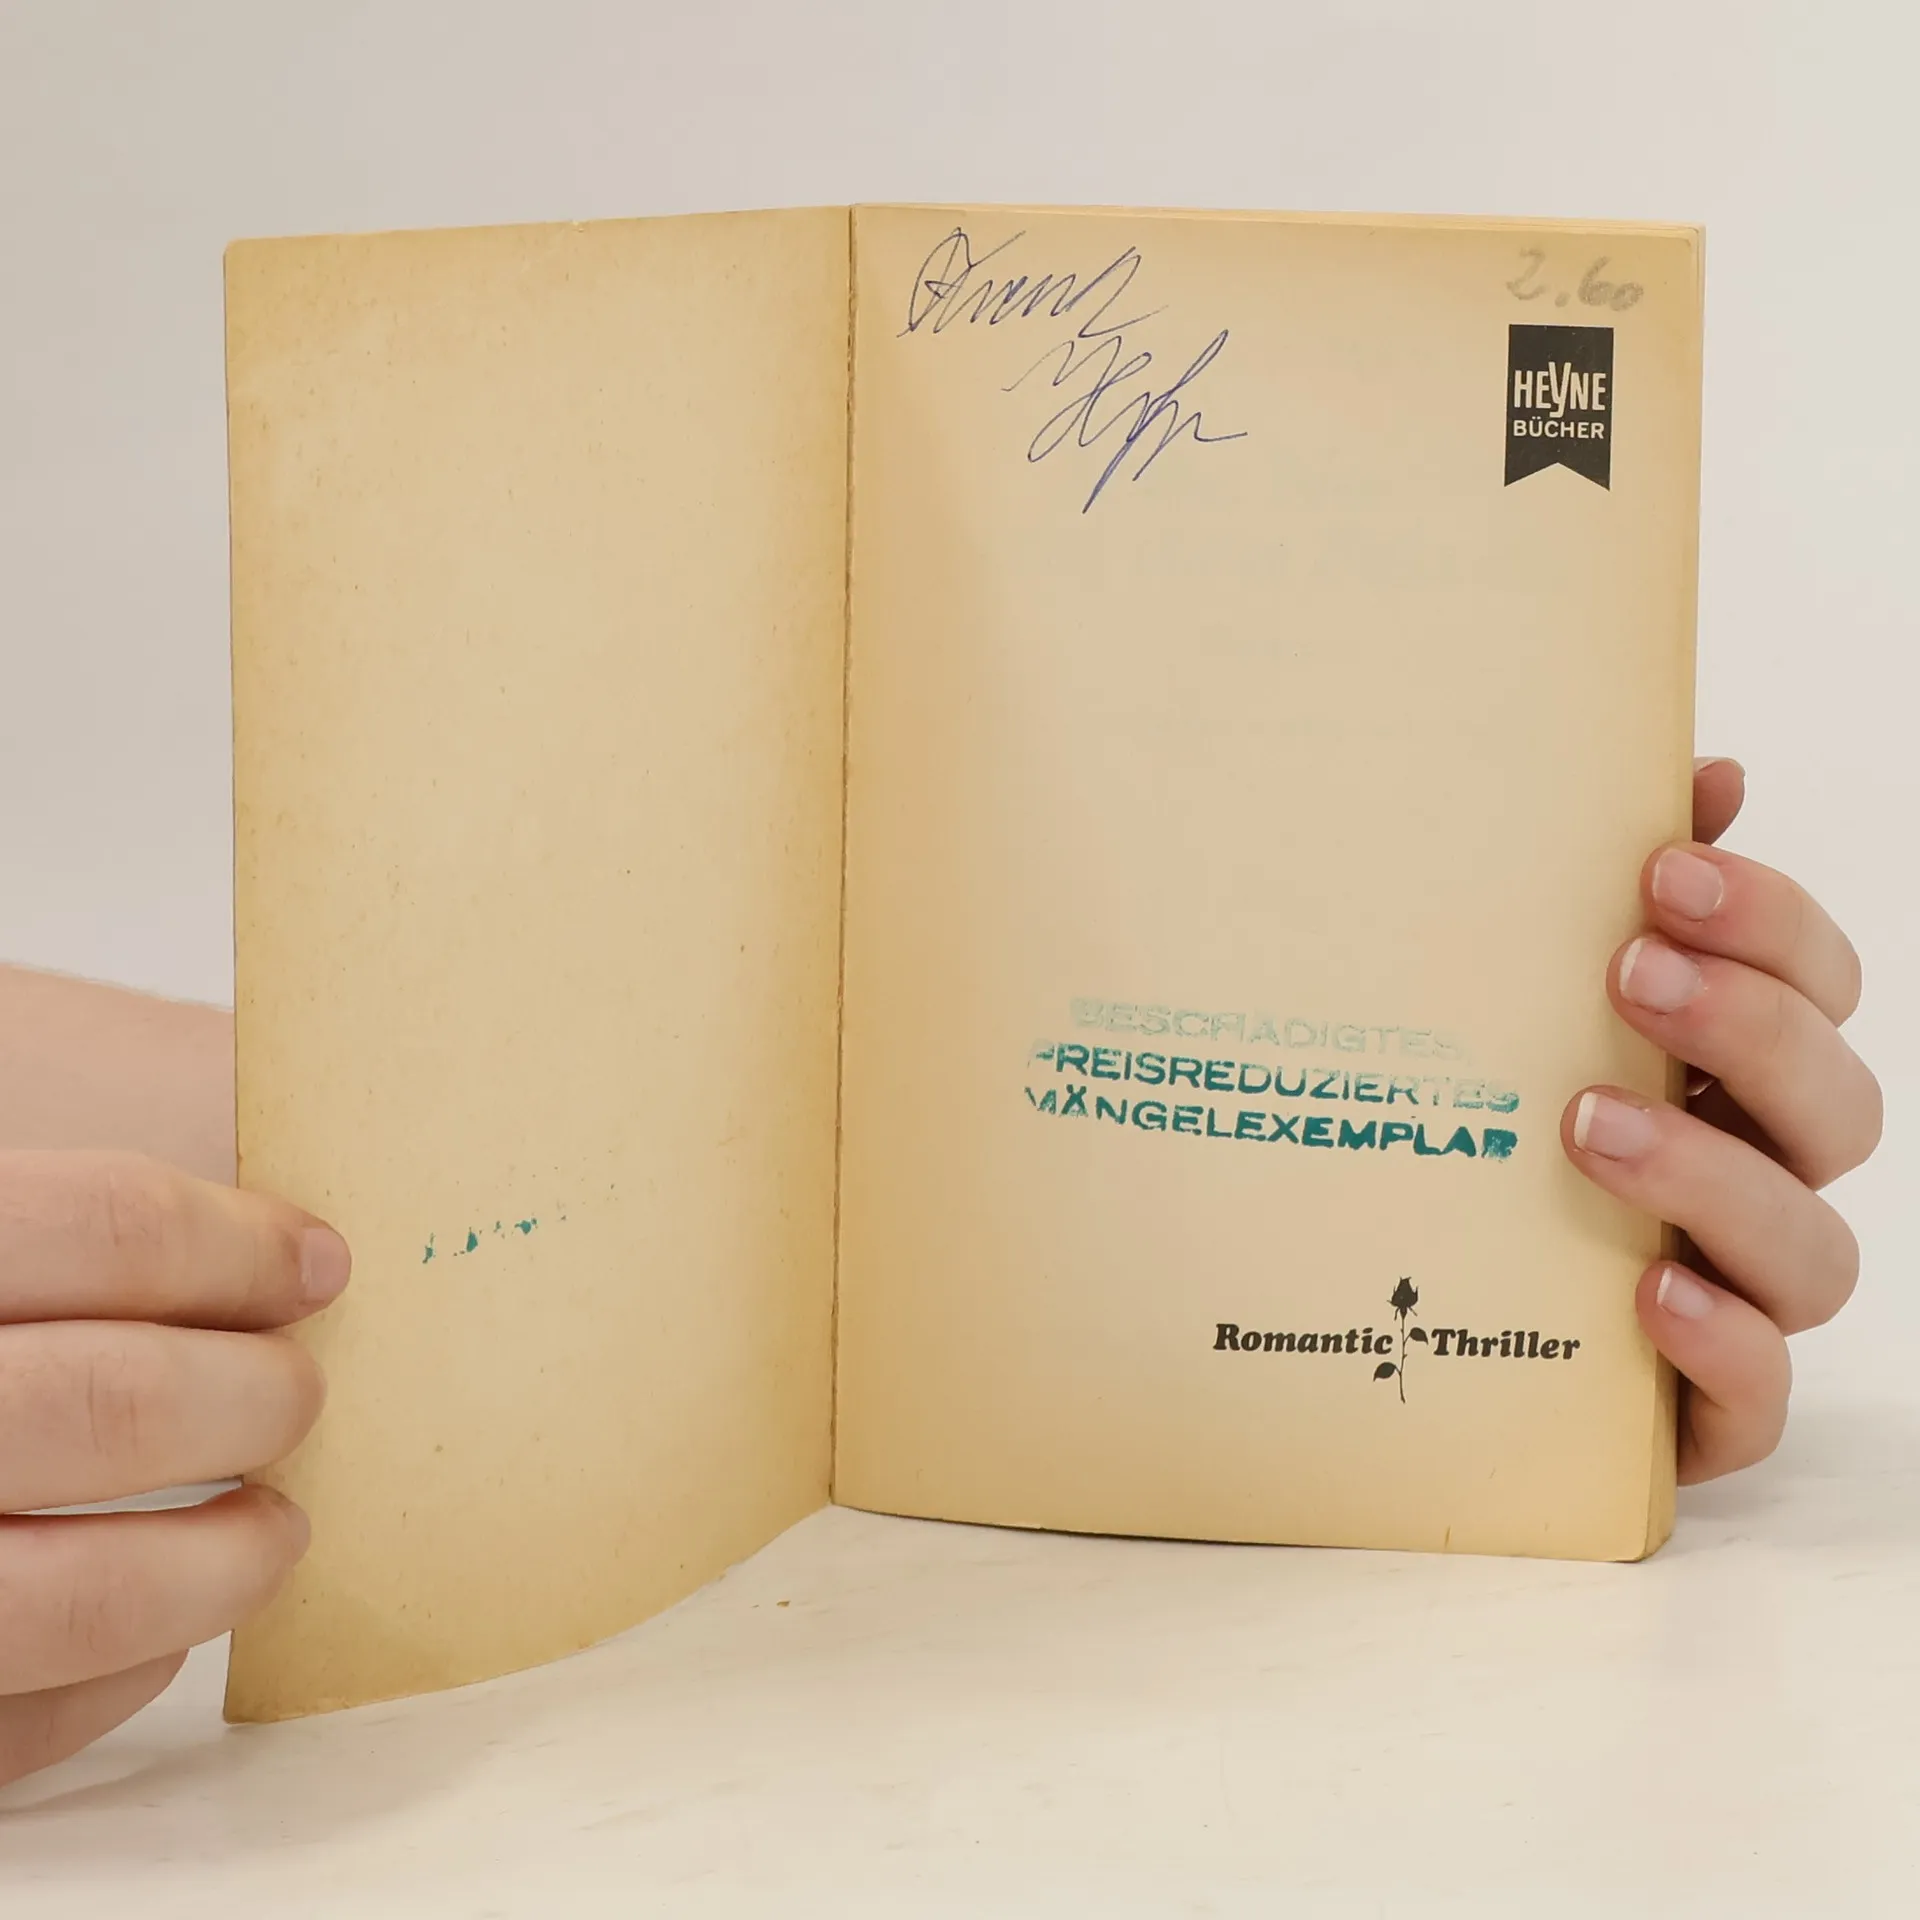 2.60
HEYNE
BÜCHER
BESCHÄDIGTES,
PREISREDUZIERTES
MÄNGELEXEMPLAR
Romantic Thriller